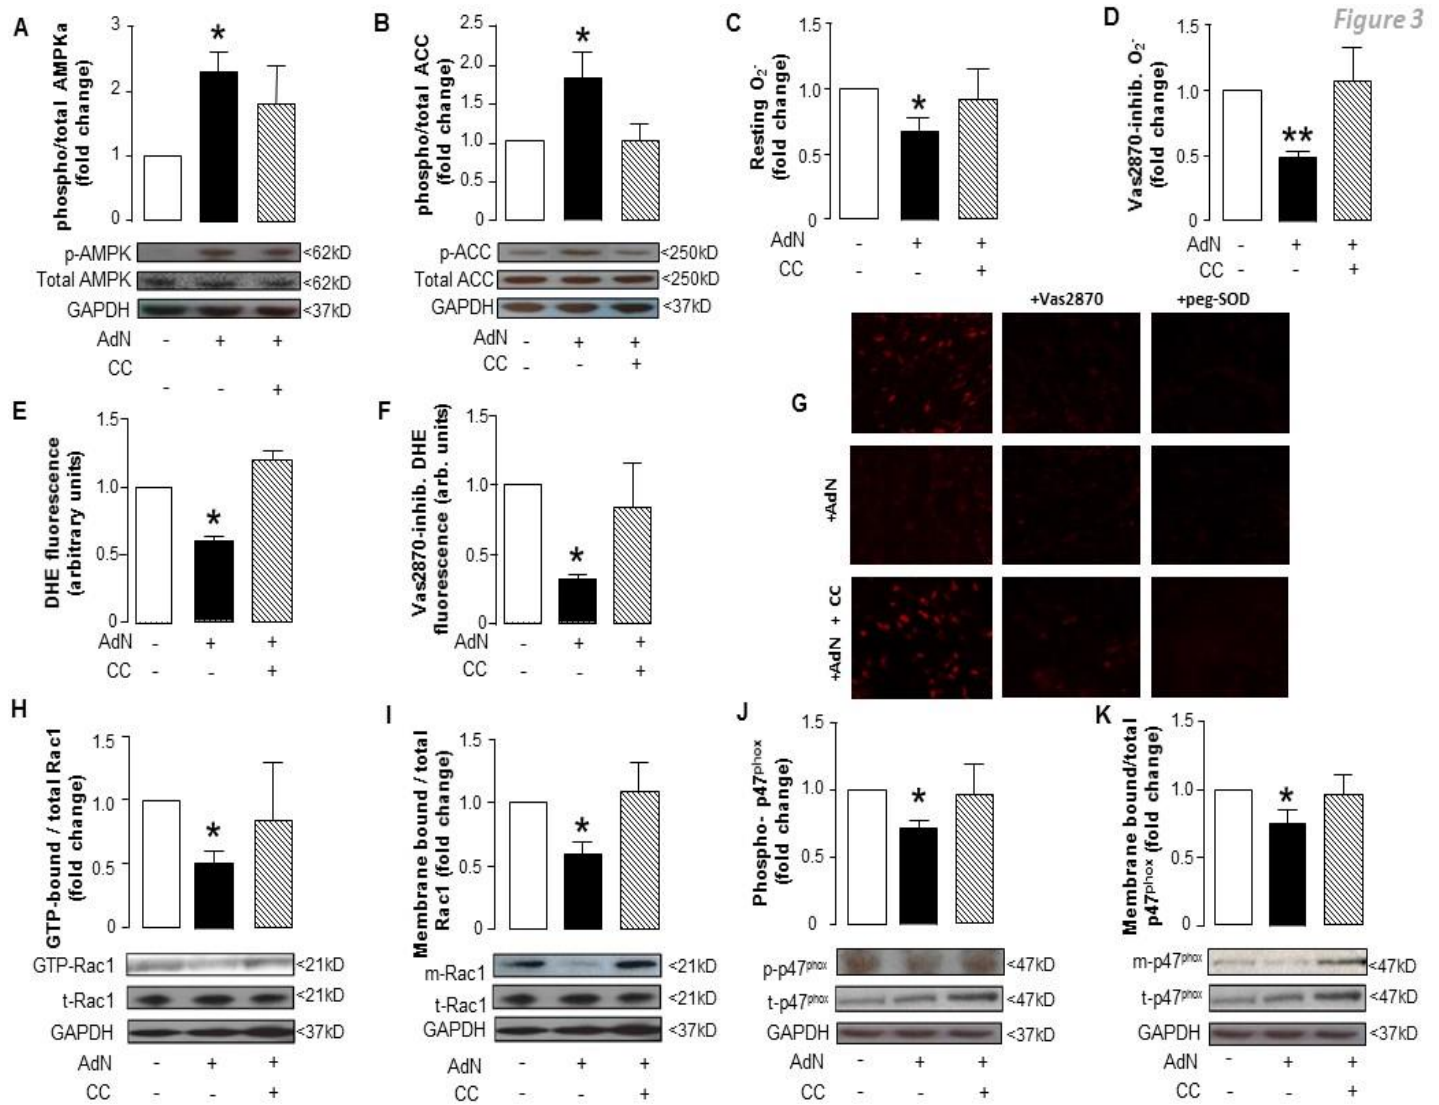 Figure 3
A
phospho/total AMPKa
(fold change)
3
2
1
0
*
p-AMPK
<62kD
Total AMPK
<62kD
GAPDH
<37kD
AdN - + +
CC
- - +
B
phospho/total ACC
(fold change)
2.5
2.0
1.5
1.0
0.5
0
*
p-ACC
<250kD
Total ACC
<250kD
GAPDH
<37kD
AdN - + +
CC - - +
C
Resting O₂⁻
(fold change)
1.5
1.0
0.5
0
*
AdN - + +
CC - - +
D
Vas2870-inhib. O₂⁻
(fold change)
1.5
1.0
0.5
0
**
AdN - + +
CC - - +
E
DHE fluorescence
(arbitrary units)
1.5
1.0
0.5
0
*
AdN - + +
CC - - +
F
Vas2870-inhib. DHE
fluorescence (arb. units)
1.5
1.0
0.5
0
*
AdN - + +
CC - - +
G
+Vas2870
+peg-SOD
+AdN
+AdN + CC
H
GTP-bound / total Rac1
(fold change)
1.5
1.0
0.5
0
*
GTP-Rac1
<21kD
t-Rac1
<21kD
GAPDH
<37kD
AdN - + +
CC - - +
I
Membrane bound / total
Rac1 (fold change)
1.5
1.0
0.5
0
*
m-Rac1
<21kD
t-Rac1
<21kD
GAPDH
<37kD
AdN - + +
CC - - +
J
Phospho- p47ᵖʰᵒˣ
(fold change)
1.5
1.0
0.5
0
*
p-p47ᵖʰᵒˣ
<47kD
t-p47ᵖʰᵒˣ
<47kD
GAPDH
<37kD
AdN - + +
CC - - +
K
Membrane bound/total
p47ᵖʰᵒˣ (fold change)
1.5
1.0
0.5
0
*
m-p47ᵖʰᵒˣ
<47kD
t-p47ᵖʰᵒˣ
<47kD
GAPDH
<37kD
AdN - + +
CC - - +